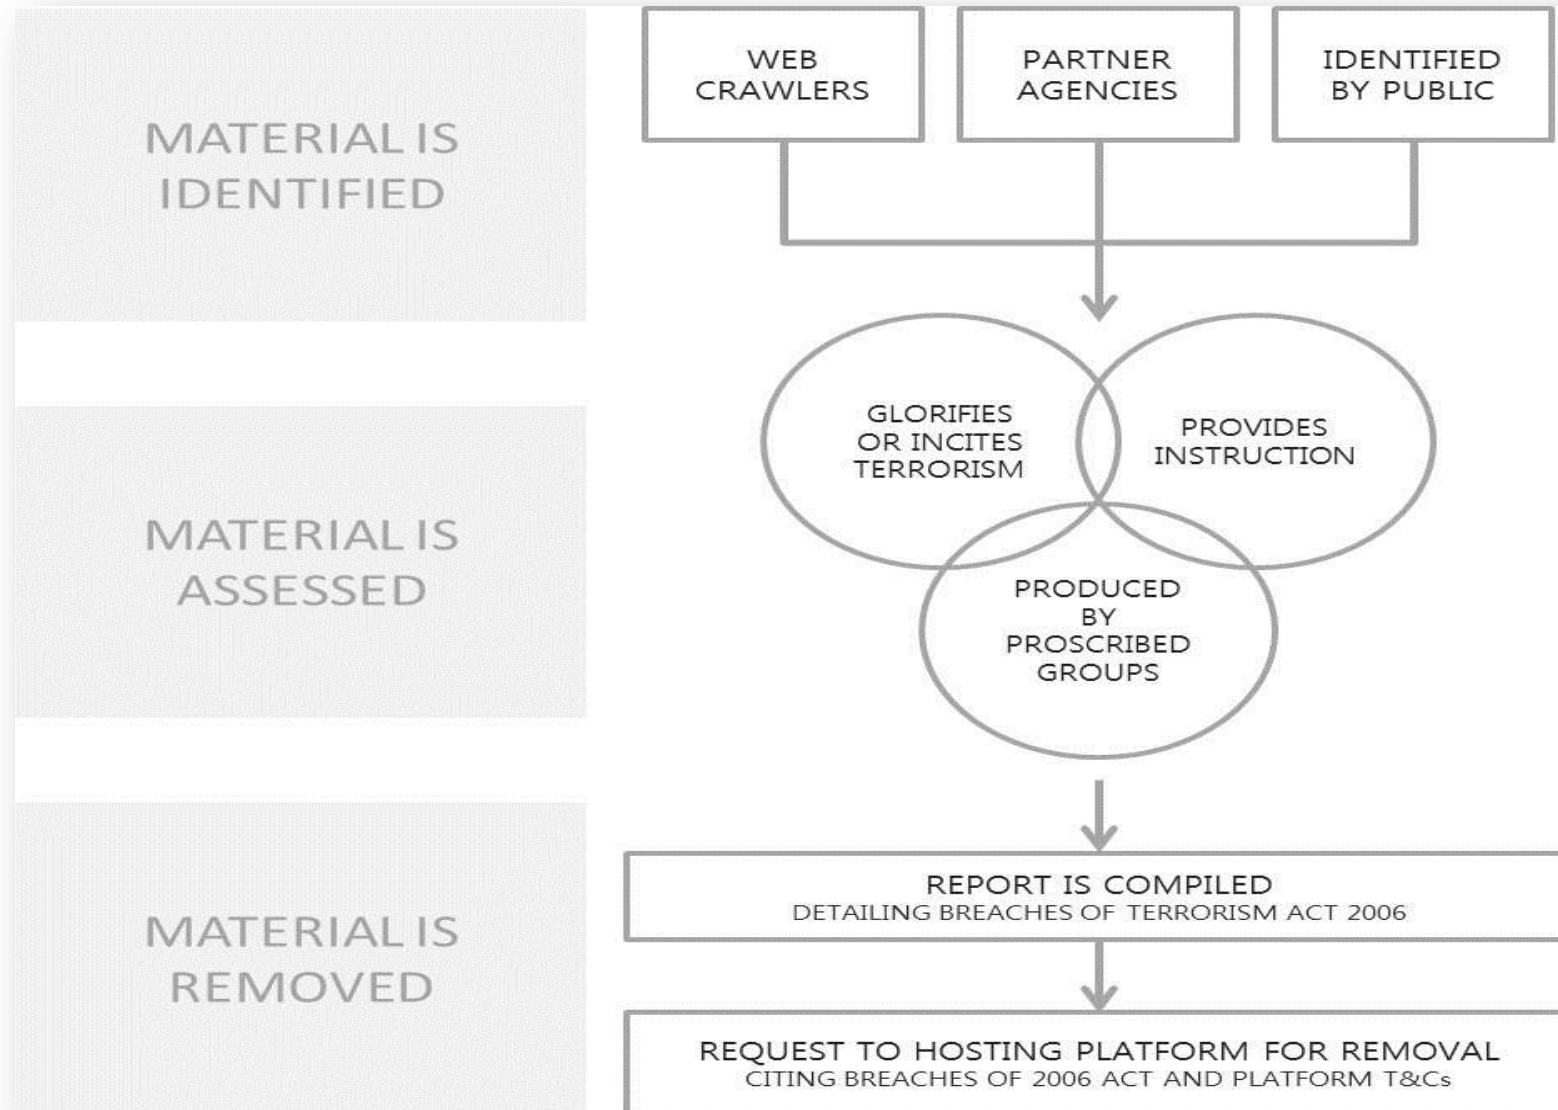 MATERIAL IS
IDENTIFIED
WEB
CRAWLERS
PARTNER
AGENCIES
IDENTIFIED
BY PUBLIC
MATERIAL IS
ASSESSED
GLORIFIES
OR INCITES
TERRORISM
PROVIDES
INSTRUCTION
PRODUCED
BY
PROSCRIBED
GROUPS
MATERIAL IS
REMOVED
REPORT IS COMPILED
DETAILING BREACHES OF TERRORISM ACT 2006
REQUEST TO HOSTING PLATFORM FOR REMOVAL
CITING BREACHES OF 2006 ACT AND PLATFORM T&Cs